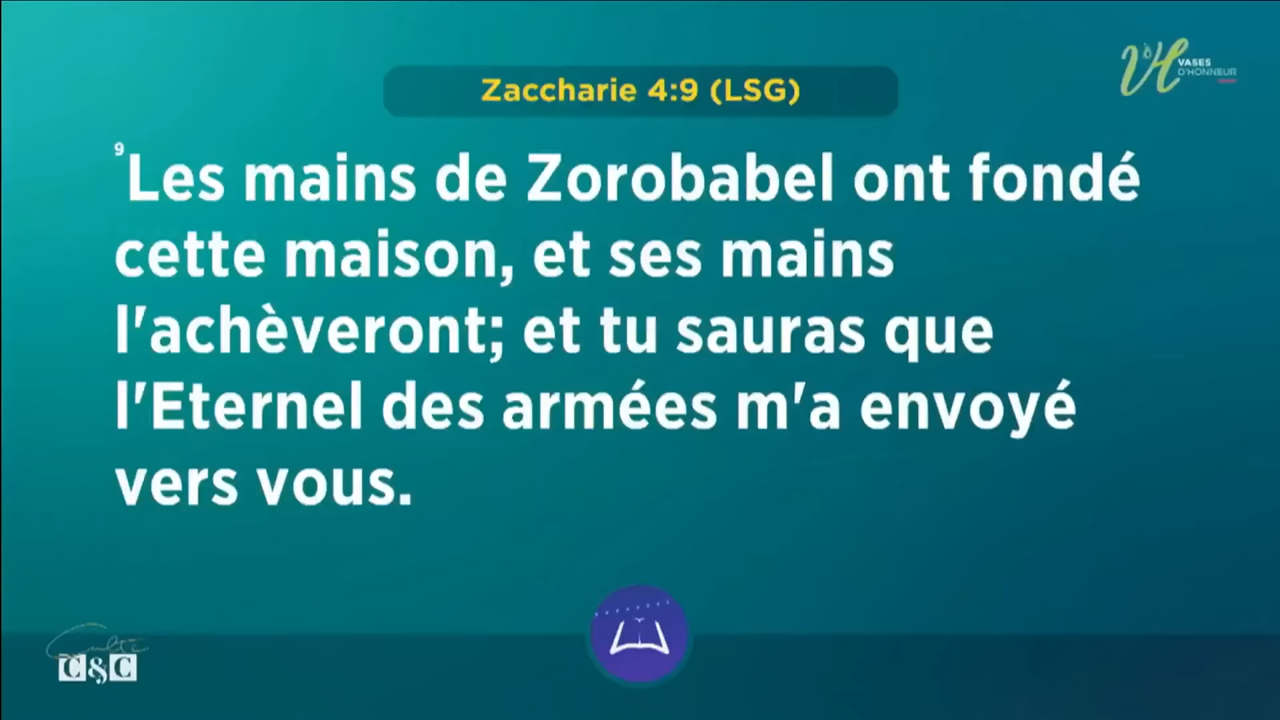 Zaccharie 4:9 (LSG)
VASES
D'HONNEUR
9
Les mains de Zorobabel ont fondé
cette maison, et ses mains
l'achèveront; et tu sauras que
l'Eternel des armées m'a envoyé
vers vous.
Culte
C&C